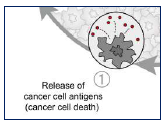 1
Release of
cancer cell antigens
(cancer cell death)